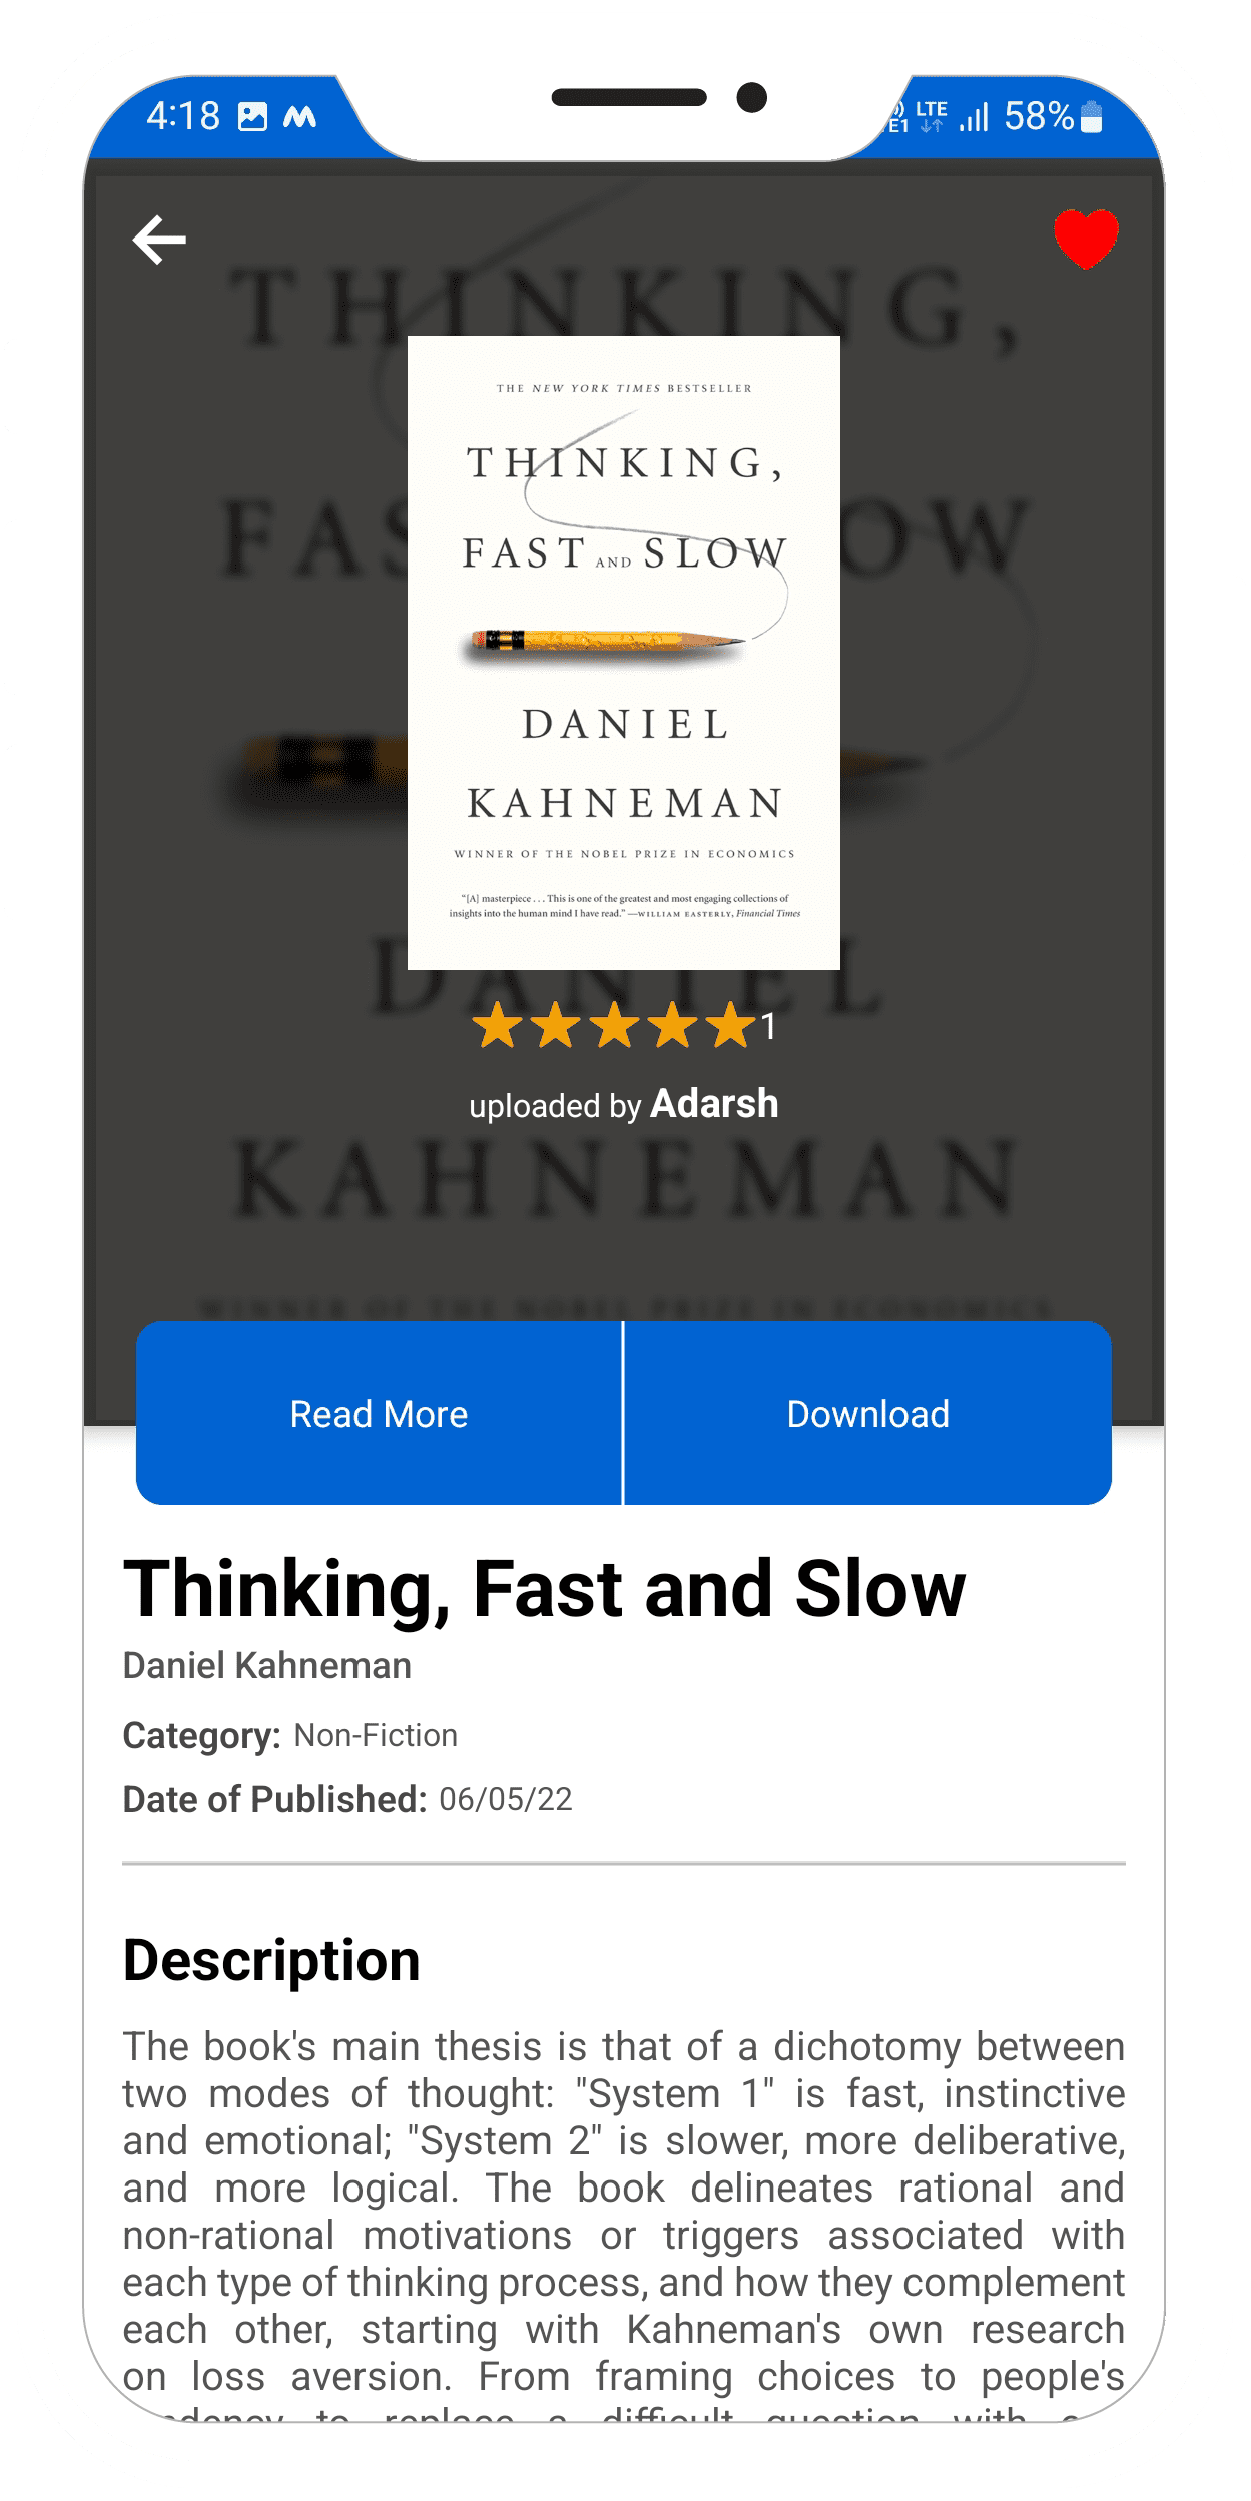 4:18 LTE 58%
THE NEW YORK TIMES BESTSELLER
THINKING,
FAST AND SLOW
DANIEL
KAHNEMAN
WINNER OF THE NOBEL PRIZE IN ECONOMICS
"[A] masterpiece . . . This is one of the greatest and most engaging collections of
insights into the human mind I have read." —WILLIAM EASTERLY, Financial Times
1
uploaded by Adarsh
Read More Download
Thinking, Fast and Slow
Daniel Kahneman
Category: Non-Fiction
Date of Published: 06/05/22
Description
The book's main thesis is that of a dichotomy between
two modes of thought: "System 1" is fast, instinctive
and emotional; "System 2" is slower, more deliberative,
and more logical. The book delineates rational and
non-rational motivations or triggers associated with
each type of thinking process, and how they complement
each other, starting with Kahneman's own research
on loss aversion. From framing choices to people's
to replace a difficult question with